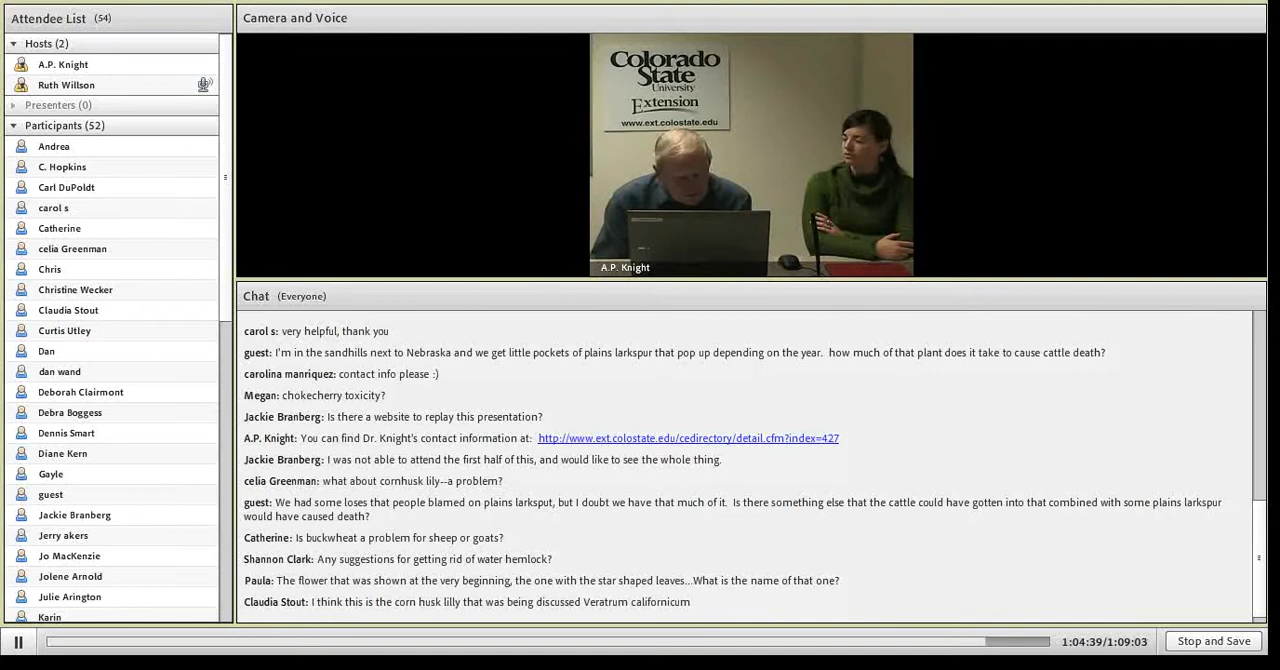 Attendee List (54)
Hosts (2)
A.P. Knight
Ruth Willson
Presenters (0)
Participants (52)
Andrea
C. Hopkins
Carl DuPoldt
carol s
Catherine
celia Greenman
Chris
Christine Wecker
Claudia Stout
Curtis Utley
Dan
dan wand
Deborah Clairmont
Debra Boggess
Dennis Smart
Diane Kern
Gayle
guest
Jackie Branberg
Jerry akers
Jo MacKenzie
Jolene Arnold
Julie Arington
Karin
Camera and Voice
Colorado
State
University
Extension
www.ext.colostate.edu
A.P. Knight
Chat (Everyone)
carol s: very helpful, thank you
guest: I'm in the sandhills next to Nebraska and we get little pockets of plains larkspur that pop up depending on the year. how much of that plant does it take to cause cattle death?
carolina manriquez: contact info please :)
Megan: chokecherry toxicity?
Jackie Branberg: Is there a website to replay this presentation?
A.P. Knight: You can find Dr. Knight's contact information at: http://www.ext.colostate.edu/cedirectory/detail.cfm?index=427
Jackie Branberg: I was not able to attend the first half of this, and would like to see the whole thing.
celia Greenman: what about cornhusk lily--a problem?
guest: We had some loses that people blamed on plains larksput, but I doubt we have that much of it. Is there something else that the cattle could have gotten into that combined with some plains larkspur
would have caused death?
Catherine: Is buckwheat a problem for sheep or goats?
Shannon Clark: Any suggestions for getting rid of water hemlock?
Paula: The flower that was shown at the very beginning, the one with the star shaped leaves...What is the name of that one?
Claudia Stout: I think this is the corn husk lilly that was being discussed Veratrum californicum
1:04:39/1:09:03
Stop and Save